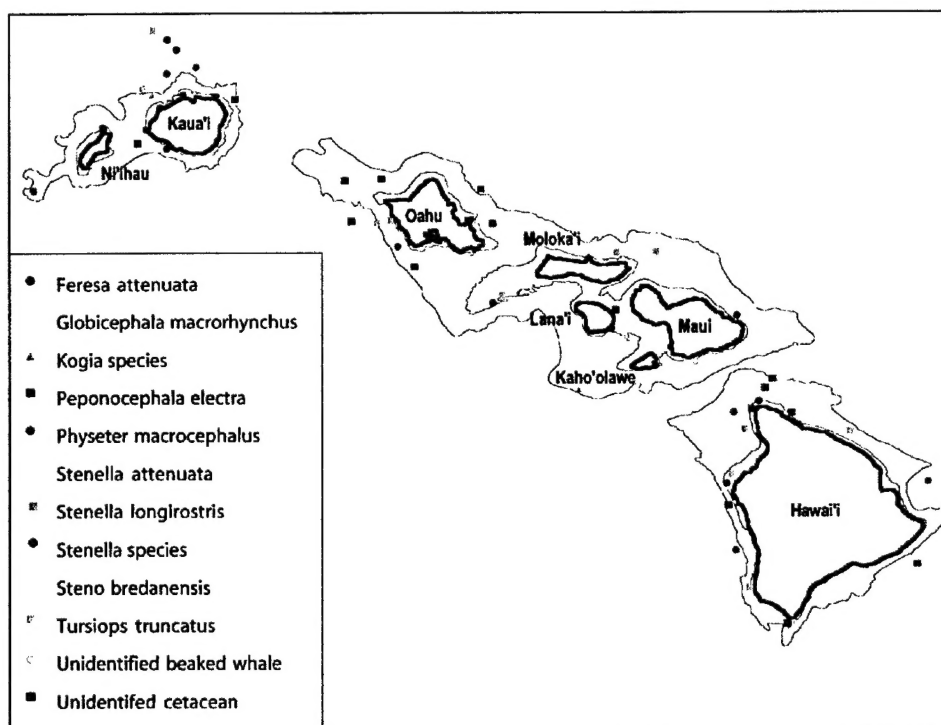 Kaua'i
Ni'ihau
Oahu
Moloka'i
Lana'i
Maui
Kaho'olawe
Hawai'i
Feresa attenuata
Globicephala macrorhynchus
Kogia species
Peponocephala electra
Physeter macrocephalus
Stenella attenuata
Stenella longirostris
Stenella species
Steno bredanensis
Tursiops truncatus
Unidentified beaked whale
Unidentifed cetacean